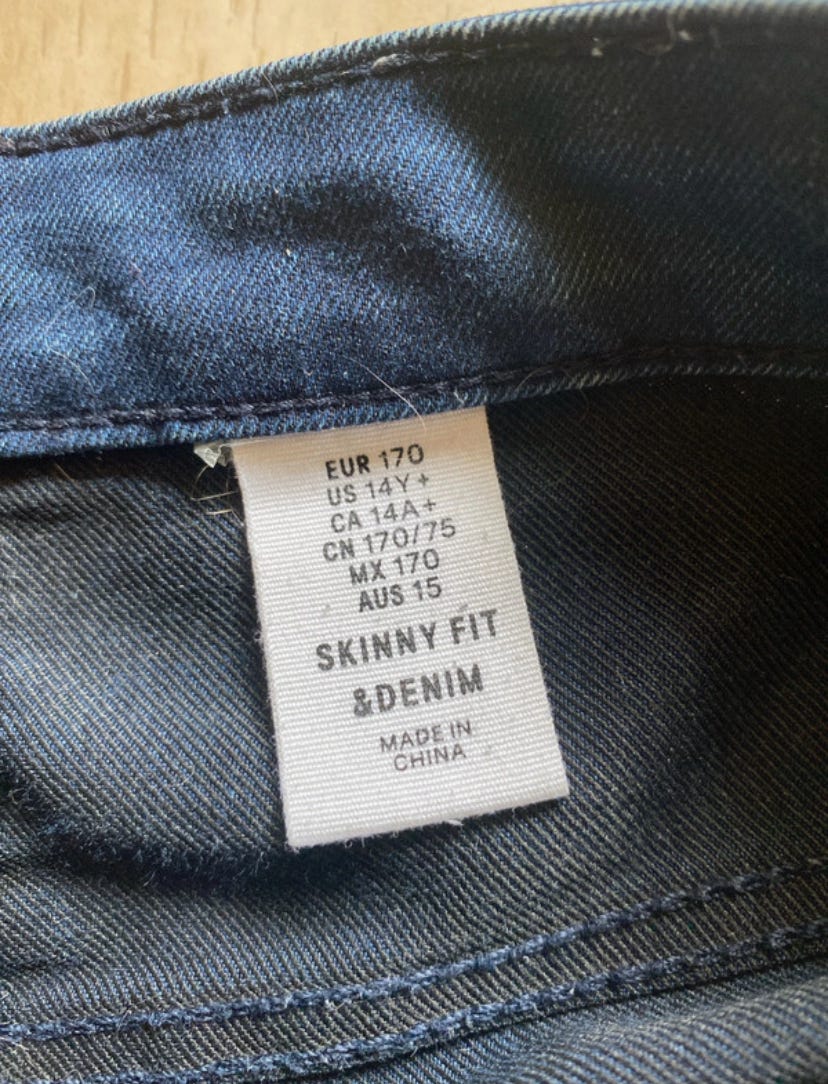 EUR 170
US 14Y+
CA 14A+
CN 170/75
MX 170
AUS 15
SKINNY FIT
&DENIM
MADE IN
CHINA